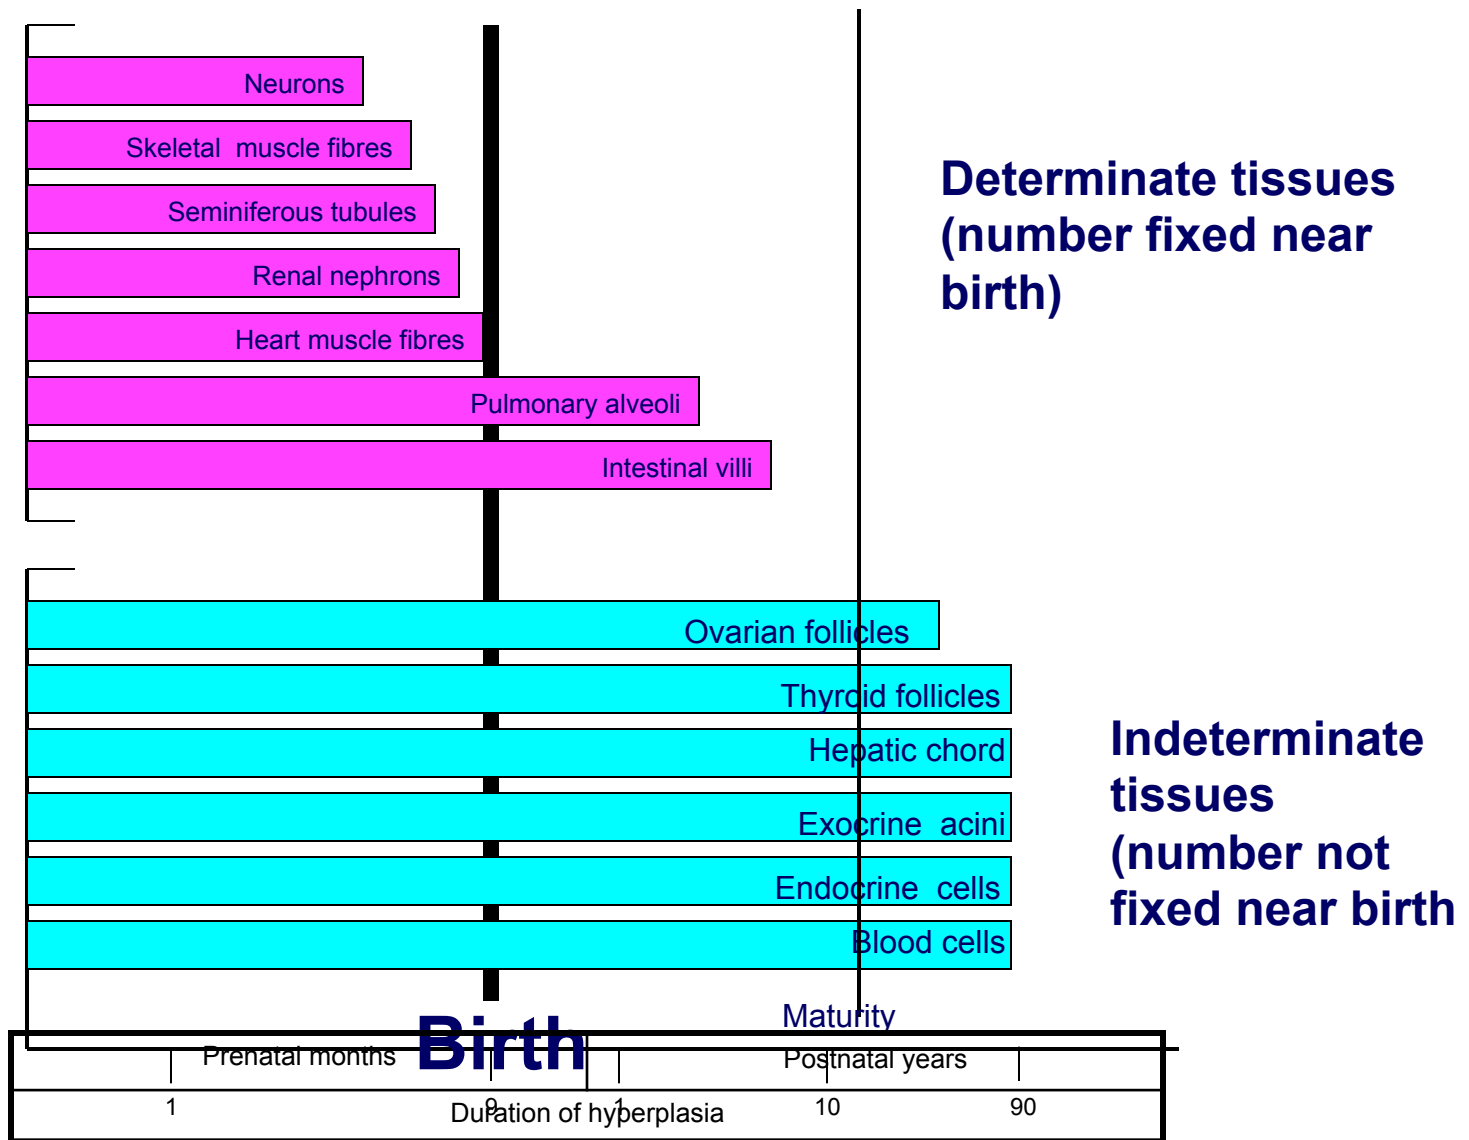 Neurons
Skeletal muscle fibres
Seminiferous tubules
Renal nephrons
Heart muscle fibres
Pulmonary alveoli
Intestinal villi
Determinate tissues
(number fixed near
birth)
Ovarian follicles
Thyroid follicles
Hepatic chord
Exocrine acini
Endocrine cells
Blood cells
Indeterminate
tissues
(number not
fixed near birth
Maturity
Birth
Prenatal months
Postnatal years
1 9 1 10 90
Duration of hyperplasia